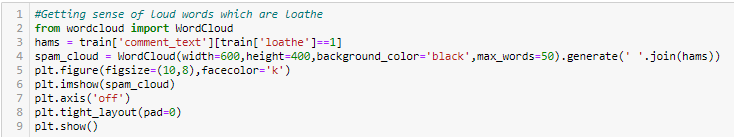 1 #Getting sense of loud words which are loathe
2 from wordcloud import WordCloud
3 hams = train['comment_text'][train['loathe']==1]
4 spam_cloud = WordCloud(width=600,height=400,background_color='black',max_words=50).generate(' '.join(hams))
5 plt.figure(figsize=(10,8),facecolor='k')
6 plt.imshow(spam_cloud)
7 plt.axis('off')
8 plt.tight_layout(pad=0)
9 plt.show()